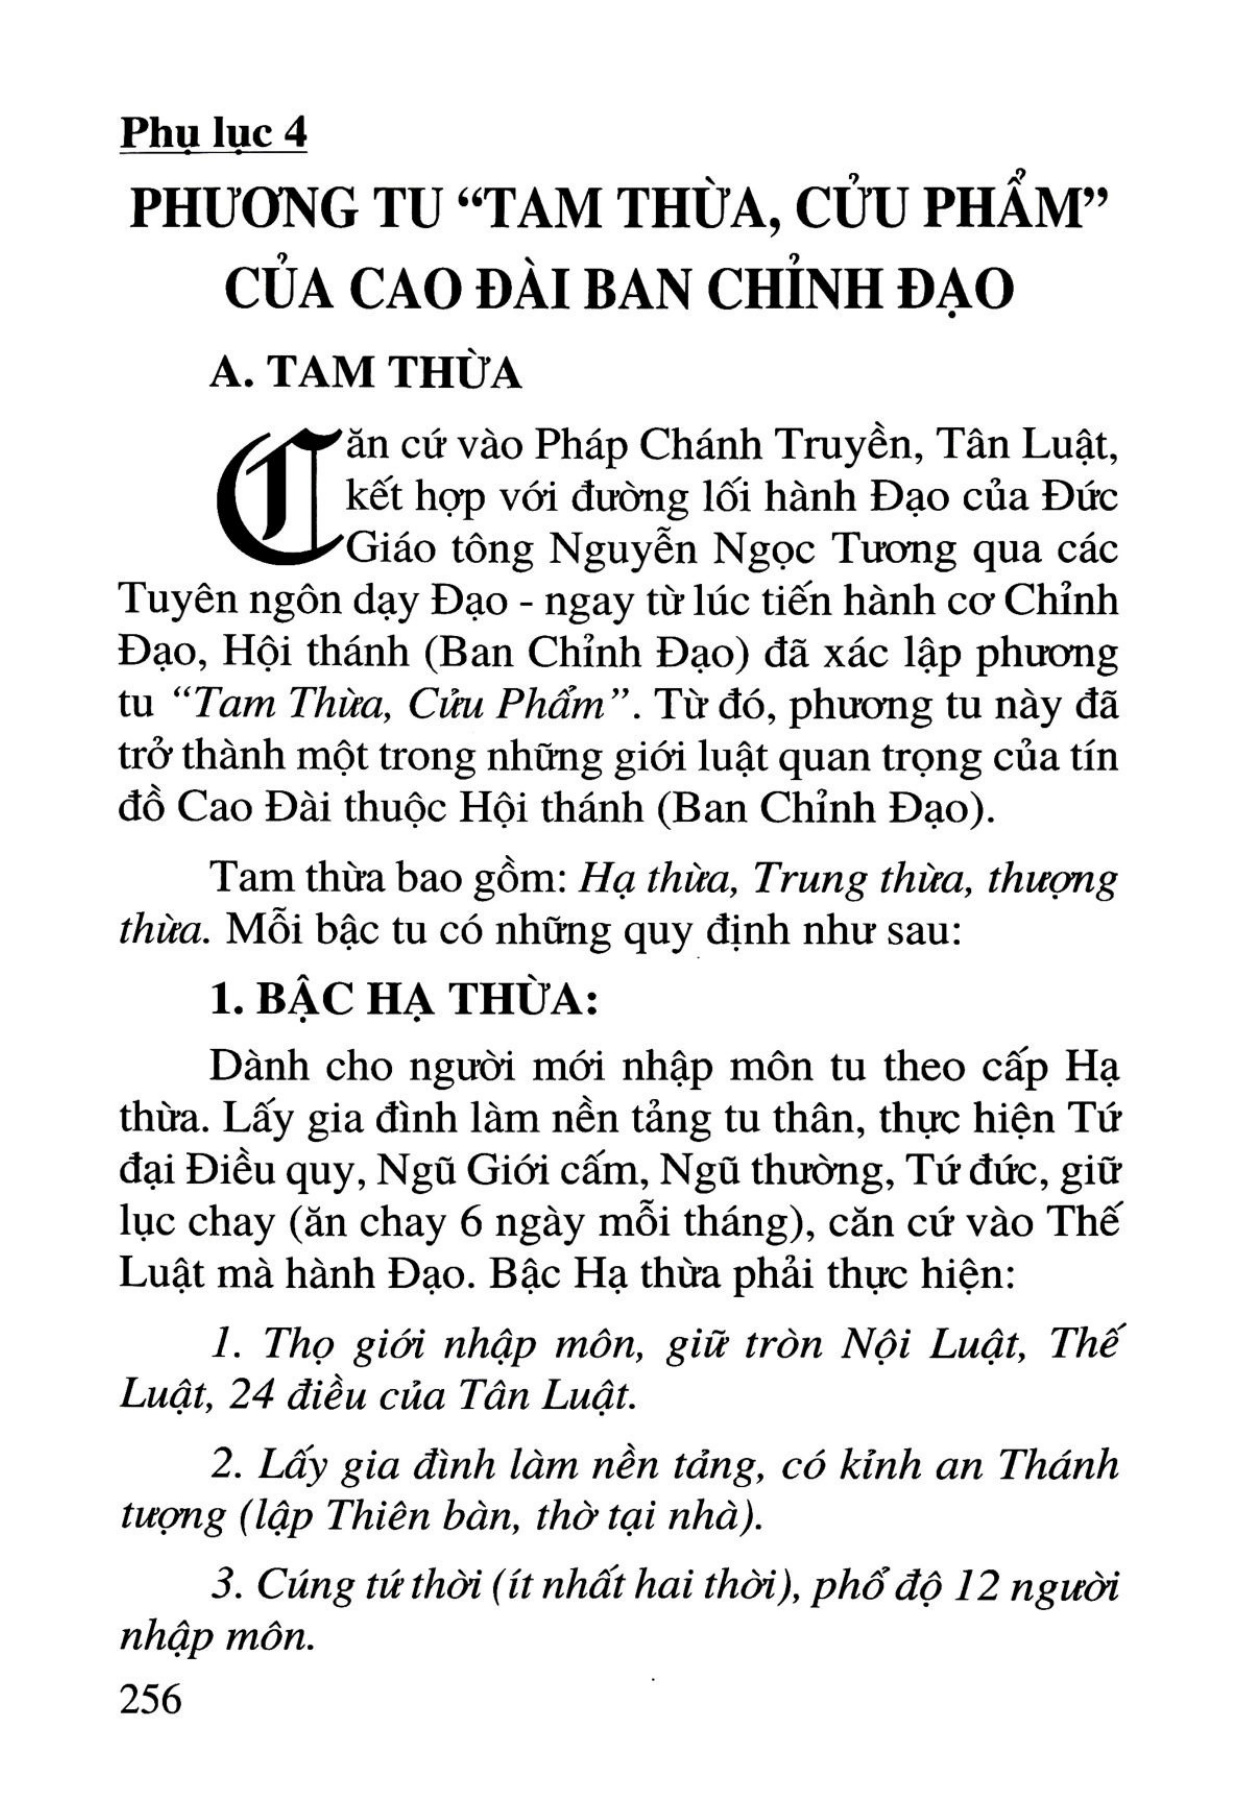 Phụ lục 4
PHƯƠNG TU “TAM THỪA, CỬU PHẨM”
CỦA CAO ĐÀI BAN CHỈNH ĐẠO
A. TAM THỪA
Căn cứ vào Pháp Chánh Truyền, Tân Luật,
kết hợp với đường lối hành Đạo của Đức
Giáo tông Nguyễn Ngọc Tương qua các
Tuyên ngôn dạy Đạo - ngay từ lúc tiến hành cơ Chỉnh
Đạo, Hội thánh (Ban Chỉnh Đạo) đã xác lập phương
tu “Tam Thừa, Cửu Phẩm”. Từ đó, phương tu này đã
trở thành một trong những giới luật quan trọng của tín
đồ Cao Đài thuộc Hội thánh (Ban Chỉnh Đạo).
Tam thừa bao gồm: Hạ thừa, Trung thừa, thượng
thừa. Mỗi bậc tu có những quy định như sau:
1. BẬC HẠ THỪA:
Dành cho người mới nhập môn tu theo cấp Hạ
thừa. Lấy gia đình làm nền tảng tu thân, thực hiện Tứ
đại Điều quy, Ngũ Giới cấm, Ngũ thường, Tứ đức, giữ
lục chay (ăn chay 6 ngày mỗi tháng), căn cứ vào Thế
Luật mà hành Đạo. Bậc Hạ thừa phải thực hiện:
1. Thọ giới nhập môn, giữ tròn Nội Luật, Thế
Luật, 24 điều của Tân Luật.
2. Lấy gia đình làm nền tảng, có kỉnh an Thánh
tượng (lập Thiên bàn, thờ tại nhà).
3. Cúng tứ thời (ít nhất hai thời), phổ độ 12 người
nhập môn.
256